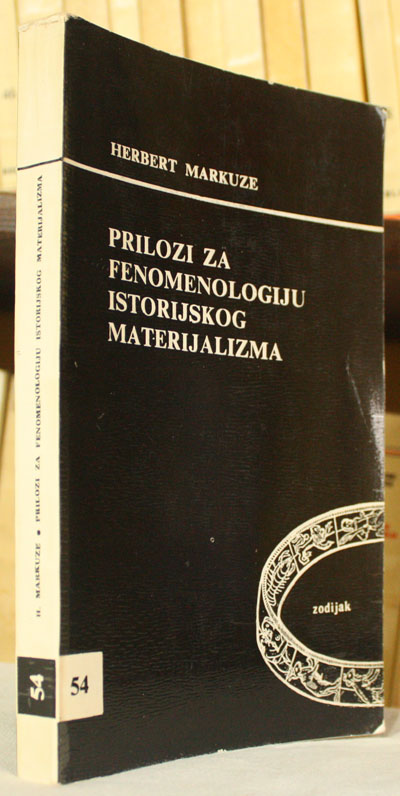 HERBERT MARKUZE
PRILOZI ZA
FENOMENOLOGIJU
ISTORIJSKOG
MATERIJALIZMA
zodijak
54
H. MARKUZE • PRILOZI ZA FENOMENOLOGIJU ISTORIJSKOG MATERIJALIZMA
54